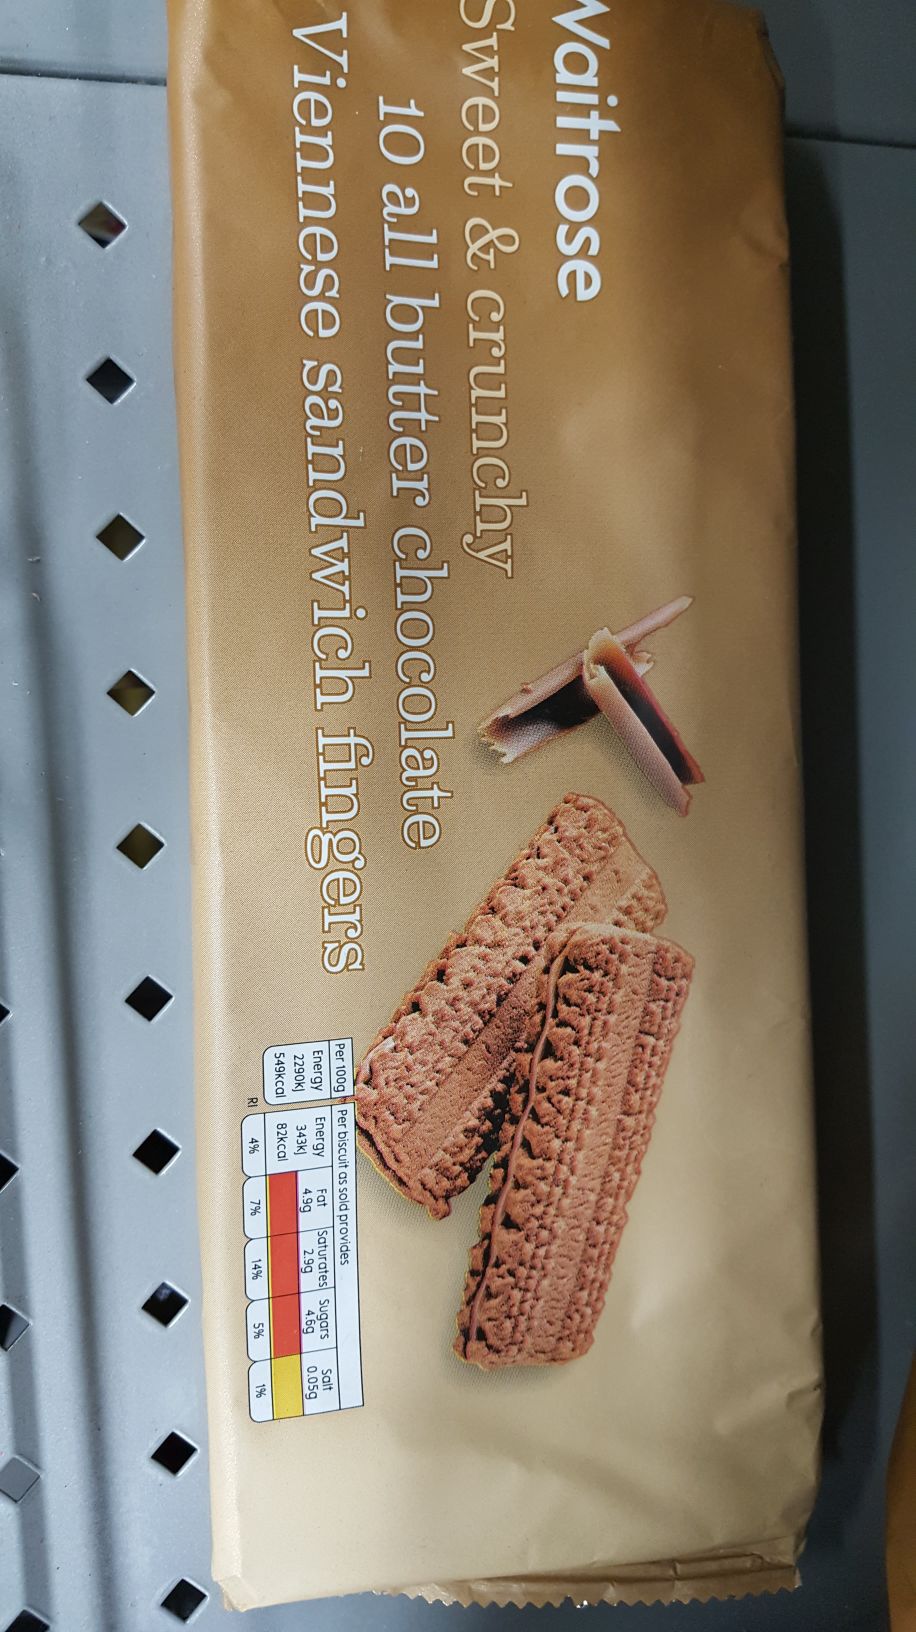 Waitrose
Sweet & crunchy
10 all butter chocolate
Viennese sandwich fingers
Per 100g
Energy
2290kJ
549kcal
Per biscuit as sold provides
Energy
343kJ
82kcal
4%
Fat
4.9g
7%
Saturates
2.9g
14%
Sugars
4.6g
5%
Salt
0.05g
1%
RI